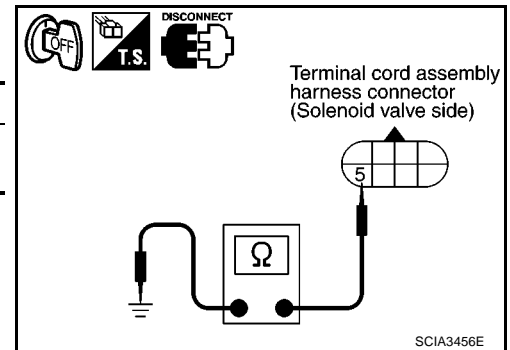 OFF
T.S.
DISCONNECT
Terminal cord assembly
harness connector
(Solenoid valve side)
5
Ω
SCIA3456E